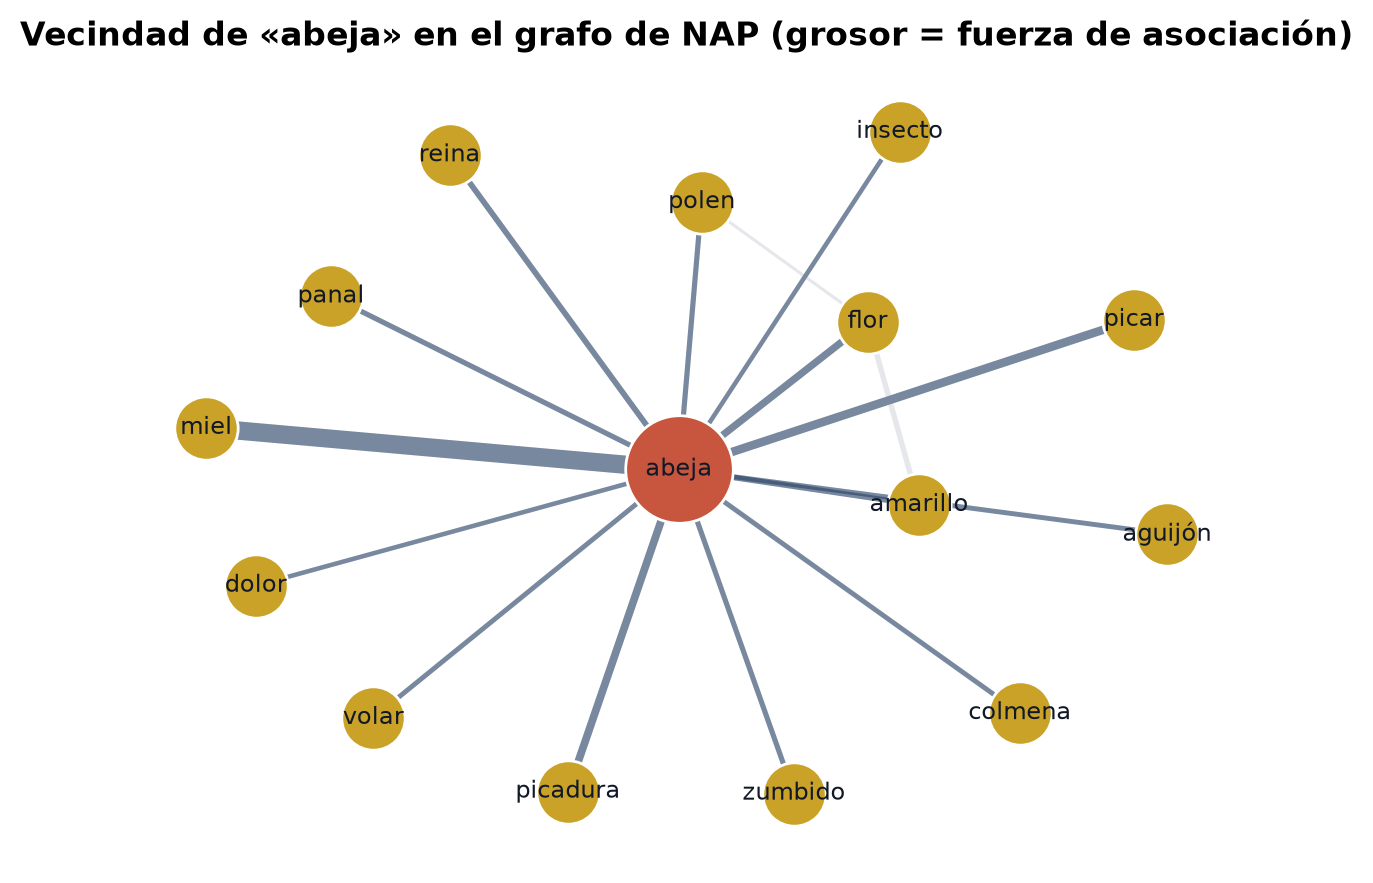 Vecindad de «abeja» en el grafo de NAP (grosor = fuerza de asociación)
insecto
reina
polen
panal
flor
picar
miel
abeja
amarillo
aguijón
dolor
volar
colmena
picadura
zumbido